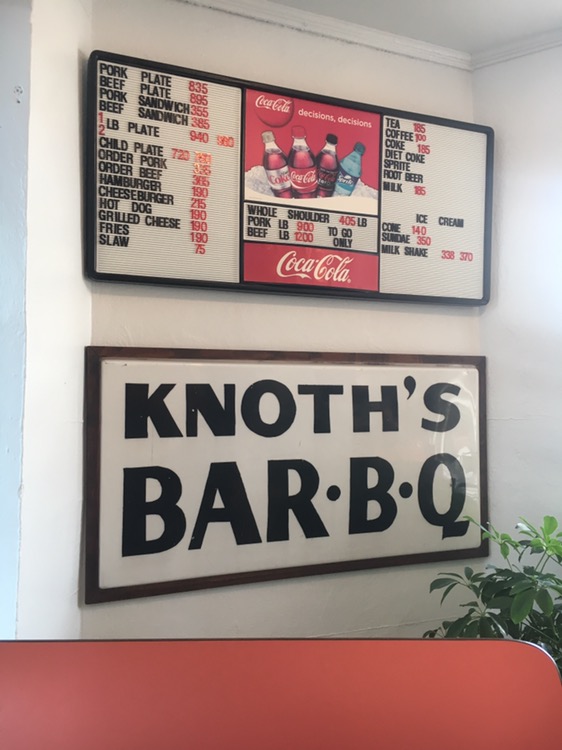 PORK PLATE 835
BEEF PLATE 895
PORK SANDWICH 355
BEEF SANDWICH 385
1
2 LB PLATE 940 980
CHILD PLATE 720
ORDER PORK
ORDER BEEF
HAMBURGER
CHEESEBURGER 190
HOT DOG 215
GRILLED CHEESE 190
FRIES 190
SLAW 75
Coca-Cola
decisions, decisions
Coca-Cola
WHOLE SHOULDER 405 LB
PORK LB 900 TO GO
BEEF LB 1200 ONLY
Coca-Cola
TEA 185
COFFEE 100
COKE 185
DIET COKE
SPRITE
ROOT BEER
MILK 185
ICE CREAM
CONE 140
SUNDAE 350
MILK SHAKE 338 370
KNOTH'S
BAR·B·Q